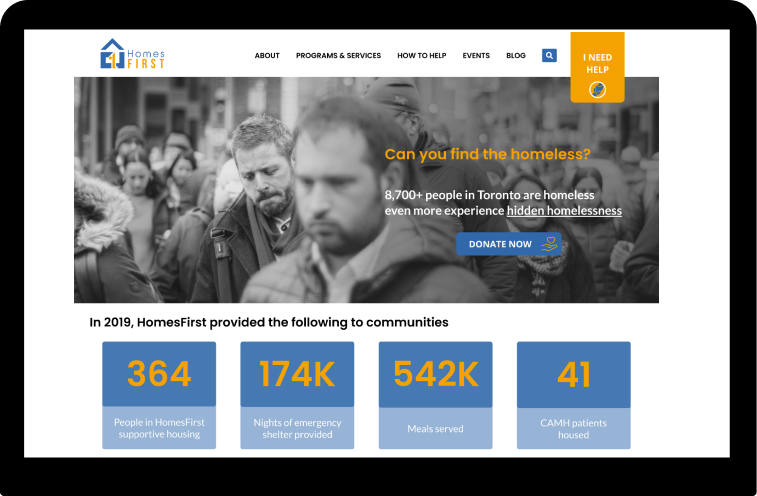 Homes
FIRST
ABOUT
PROGRAMS & SERVICES
HOW TO HELP
EVENTS
BLOG
I NEED
HELP
Can you find the homeless?
8,700+ people in Toronto are homeless
even more experience hidden homelessness
DONATE NOW
In 2019, HomesFirst provided the following to communities
364
People in HomesFirst
supportive housing
174K
Nights of emergency
shelter provided
542K
Meals served
41
CAMH patients
housed